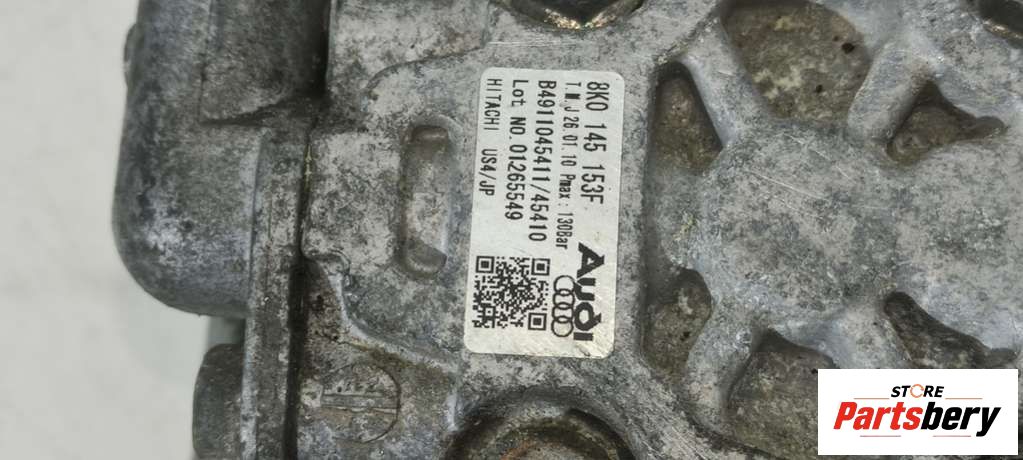 8K0 145 153F
T.M.J 26.01.10 Pmax : 130Bar
B4911045411/45410
Lot NO.01265549
HITACHI US4/JP
Audi
STORE
Partsbery